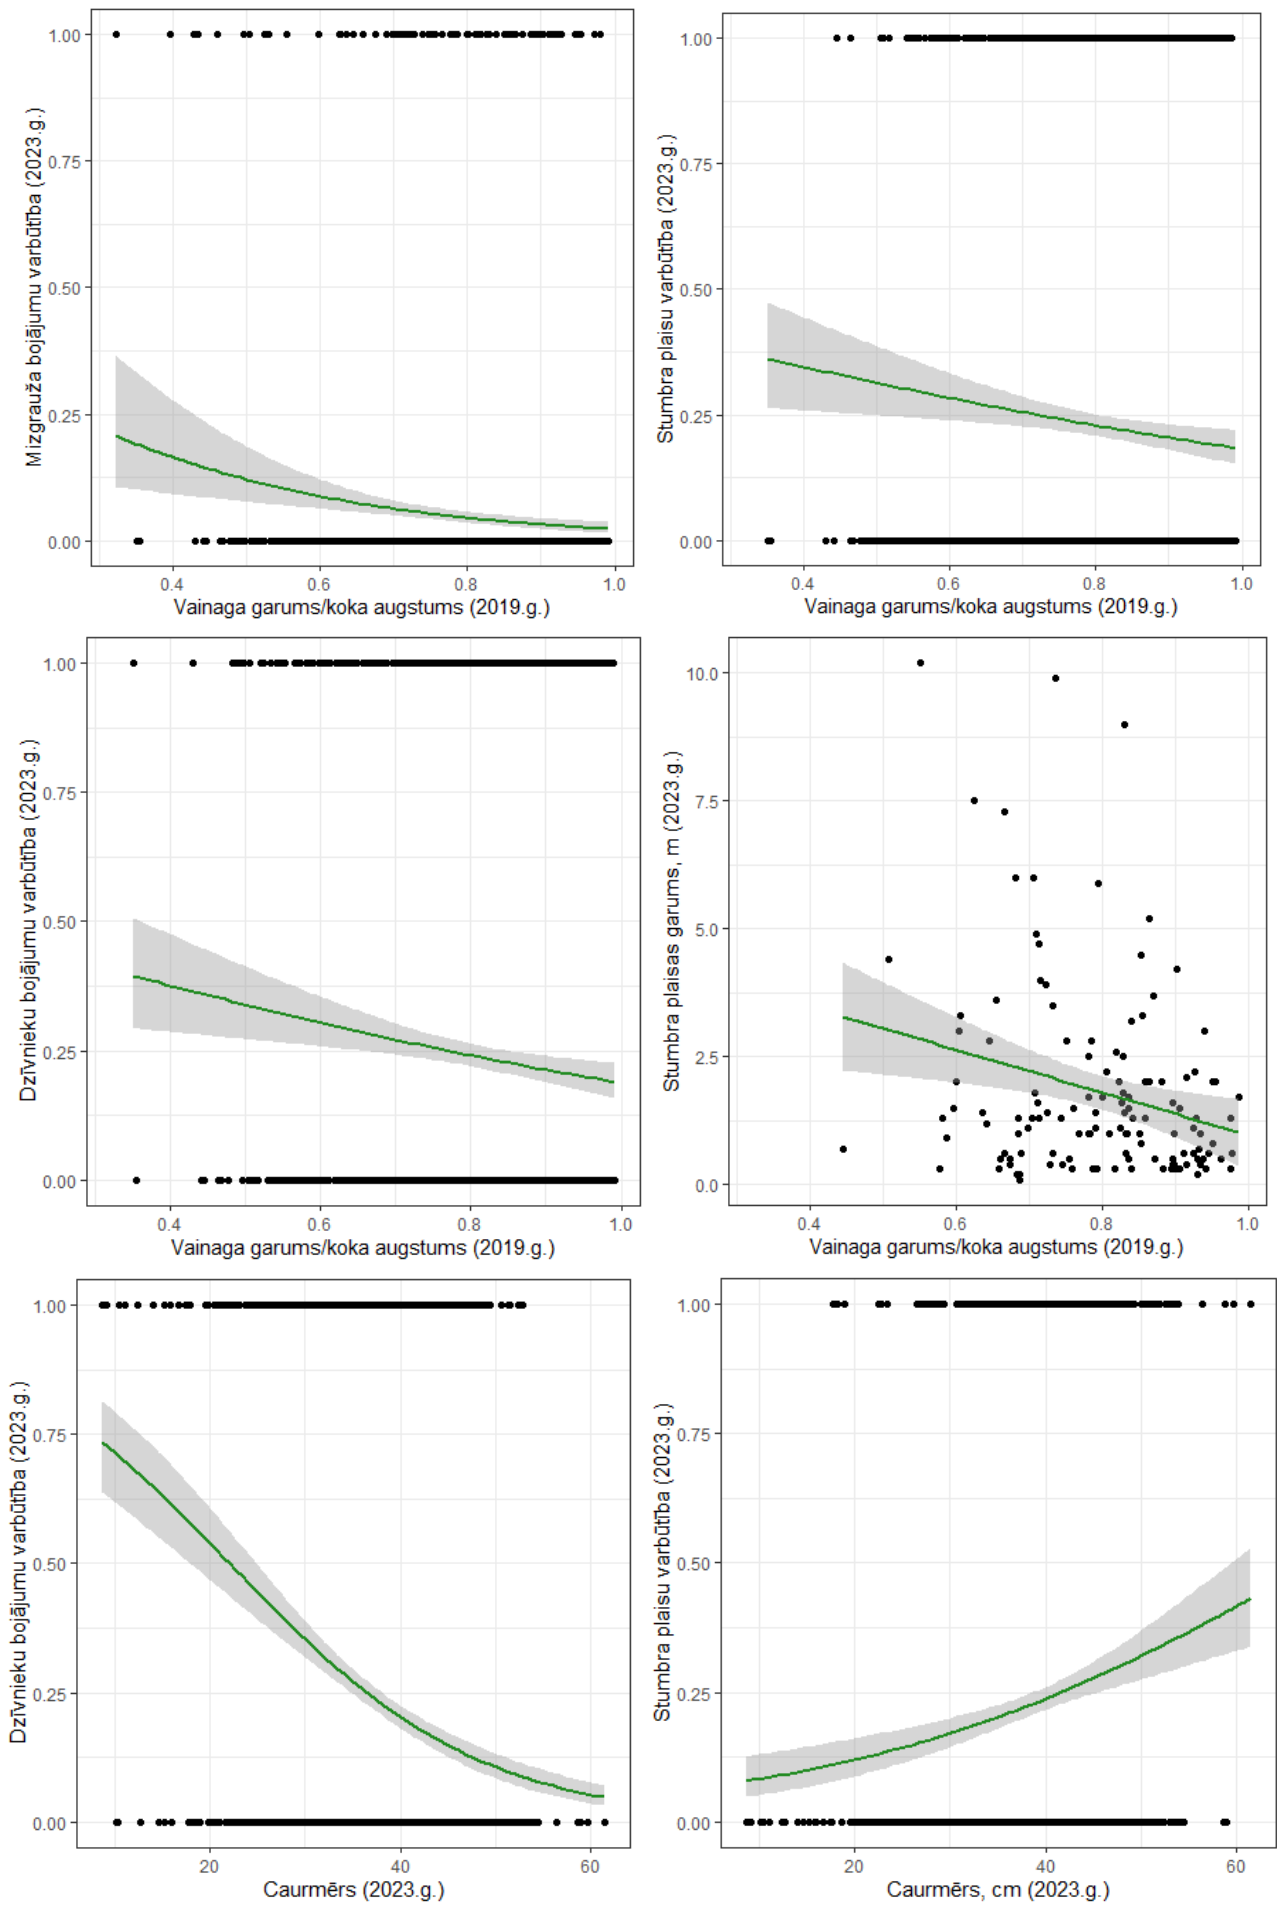 Mizgrauža bojājumu varbūtība (2023.g.)
1.00
0.75
0.50
0.25
0.00
0.4 0.6 0.8 1.0
Vainaga garums/koka augstums (2019.g.)
Stumbra plaisu varbūtība (2023.g.)
1.00
0.75
0.50
0.25
0.00
0.4 0.6 0.8 1.0
Vainaga garums/koka augstums (2019.g.)
Dzīvnieku bojājumu varbūtība (2023.g.)
1.00
0.75
0.50
0.25
0.00
0.4 0.6 0.8 1.0
Vainaga garums/koka augstums (2019.g.)
Stumbra plaisas garums, m (2023.g.)
10.0
7.5
5.0
2.5
0.0
0.4 0.6 0.8 1.0
Vainaga garums/koka augstums (2019.g.)
Dzīvnieku bojājumu varbūtība (2023.g.)
1.00
0.75
0.50
0.25
0.00
20 40 60
Caurmērs (2023.g.)
Stumbra plaisu varbūtība (2023.g.)
1.00
0.75
0.50
0.25
0.00
20 40 60
Caurmērs, cm (2023.g.)